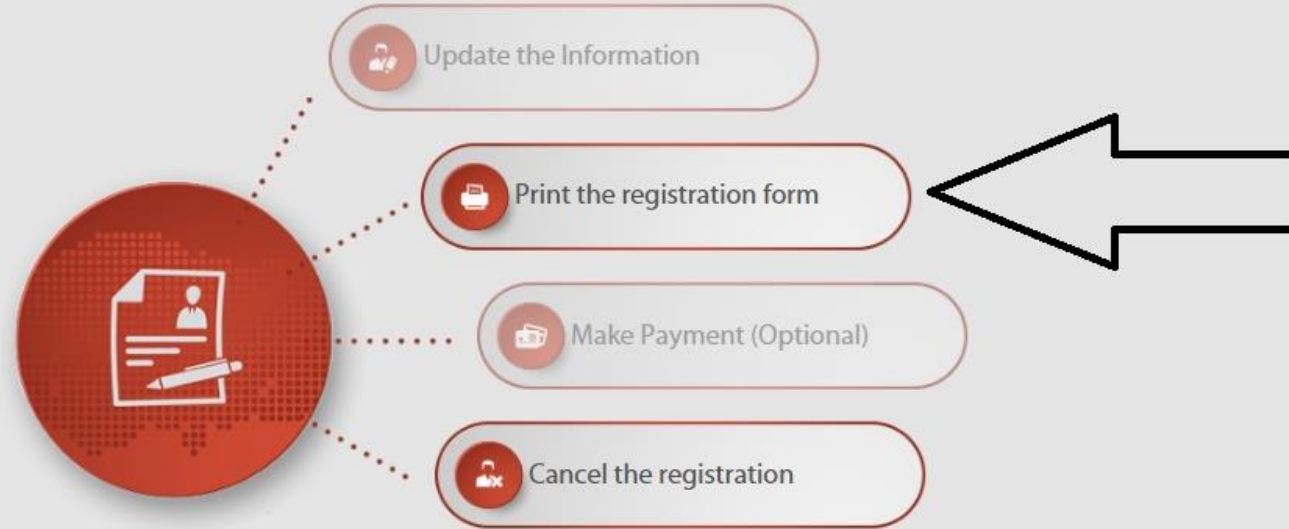 Update the Information
Print the registration form
Make Payment (Optional)
Cancel the registration